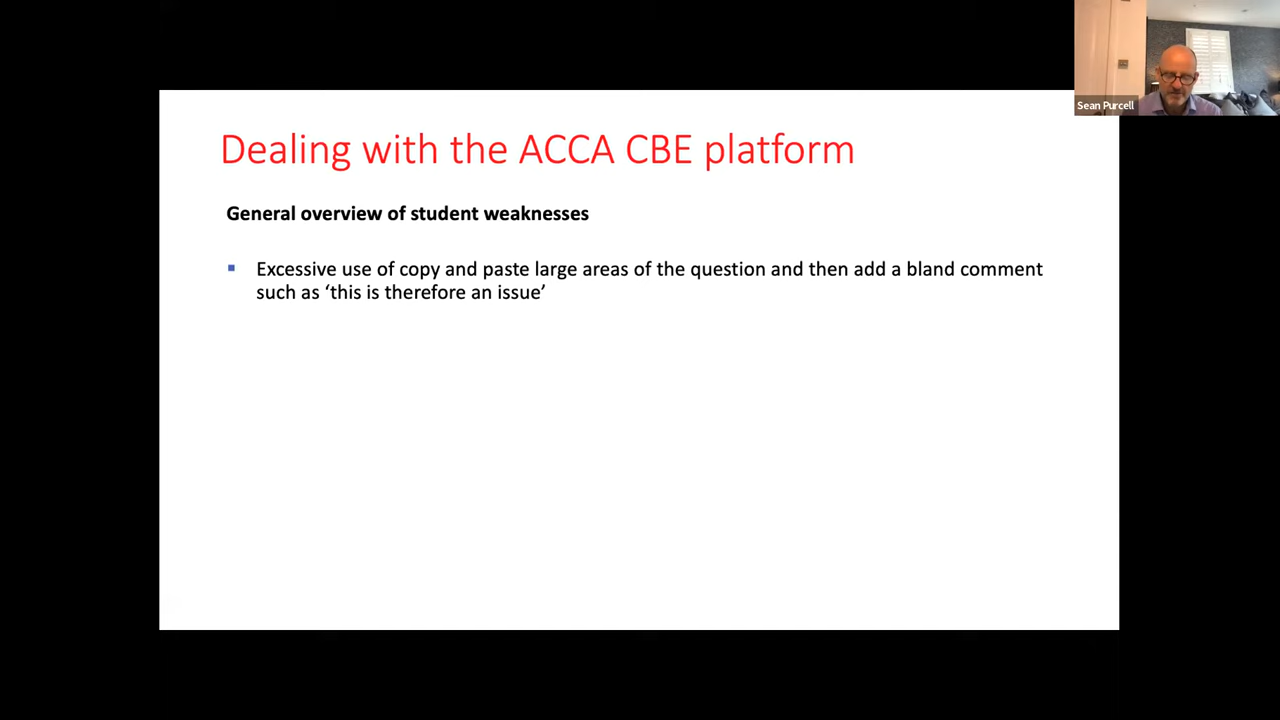 Sean Purcell
Dealing with the ACCA CBE platform
General overview of student weaknesses
▪ Excessive use of copy and paste large areas of the question and then add a bland comment
such as ‘this is therefore an issue’